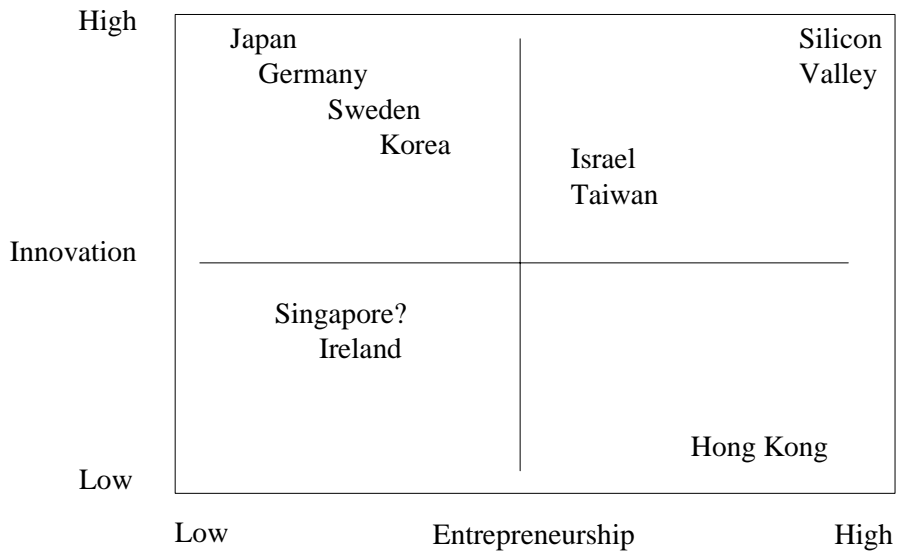 High
Japan
Silicon
Germany
Valley
Sweden
Korea
Israel
Taiwan
Innovation
Singapore?
Ireland
Hong Kong
Low
Low
Entrepreneurship
High